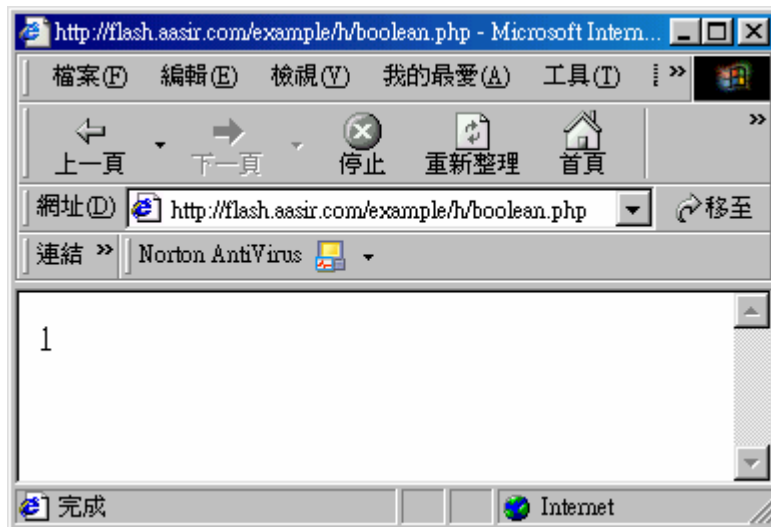 http://flash.aasir.com/example/h/boolean.php - Microsoft Intern...
檔案(F) 編輯(E) 檢視(V) 我的最愛(A) 工具(T) »
上一頁 下一頁 停止 重新整理 首頁 »
網址(D) http://flash.aasir.com/example/h/boolean.php 移至
連結 » Norton AntiVirus
1
完成 Internet